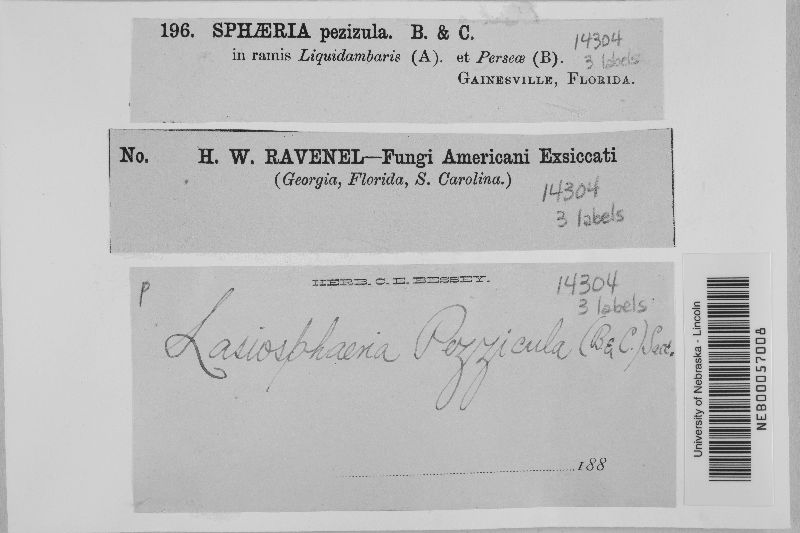 196. SPHÆRIA pezizula. B. & C.
in ramis Liquidambaris (A). et Perseæ (B).
GAINESVILLE, FLORIDA.
14304
3 labels
No. H. W. RAVENEL—Fungi Americani Exsiccati
(Georgia, Florida, S. Carolina.)
14304
3 labels
P
HERB. C. E. BESSEY.
14304
3 labels
Lasiosphaeria Pezzicula (B & C.) Sacc.
188
University of Nebraska - Lincoln
NEB00057008